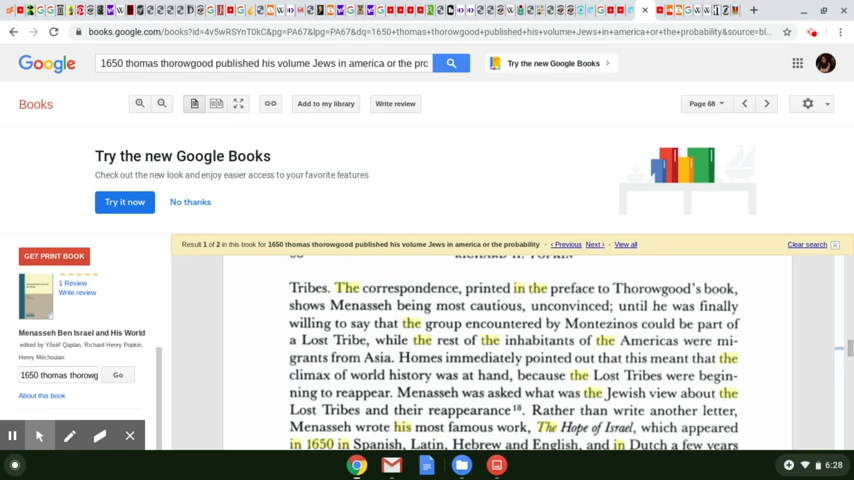 books.google.com/books?id=4v5wRSYnT0kC&pg=PA67&lpg=PA67&dq=1650+thomas+thorowgood+published+his+volume+Jews+in+america+or+the+probability&source=bl...
Google
1650 thomas thorowgood published his volume Jews in america or the prc
Try the new Google Books
Books
Add to my library
Write review
Page 68
Try the new Google Books
Check out the new look and enjoy easier access to your favorite features
Try it now
No thanks
Result 1 of 2 in this book for 1650 thomas thorowgood published his volume Jews in america or the probability
‹ Previous
Next ›
View all
Clear search
GET PRINT BOOK
1 Review
Write review
Menasseh Ben Israel and His World
edited by Yôsēf Qaplan, Richard Henry Popkin,
Henry Méchoulan
1650 thomas thorowg
Go
About this book
RICHARD H. POPKIN
Tribes. The correspondence, printed in the preface to Thorowgood's book,
shows Menasseh being most cautious, unconvinced; until he was finally
willing to say that the group encountered by Montezinos could be part of
a Lost Tribe, while the rest of the inhabitants of the Americas were mi-
grants from Asia. Homes immediately pointed out that this meant that the
climax of world history was at hand, because the Lost Tribes were begin-
ning to reappear. Menasseh was asked what was the Jewish view about the
Lost Tribes and their reappearance18. Rather than write another letter,
Menasseh wrote his most famous work, The Hope of Israel, which appeared
in 1650 in Spanish, Latin, Hebrew and English, and in Dutch a few years
6:28